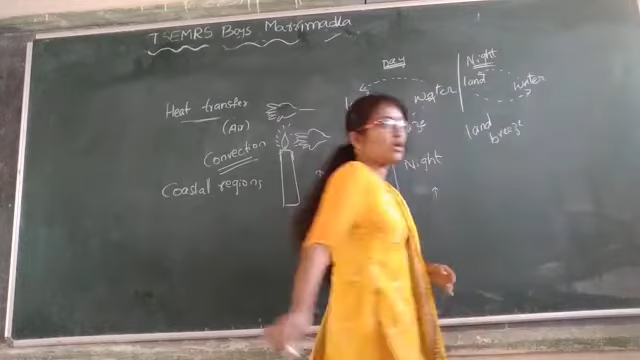 TSEMRS Boys Marrimadla
Heat transfer
(Air)
Convection
Coastal regions
Day
water
Night
Night
land water
land
breeze